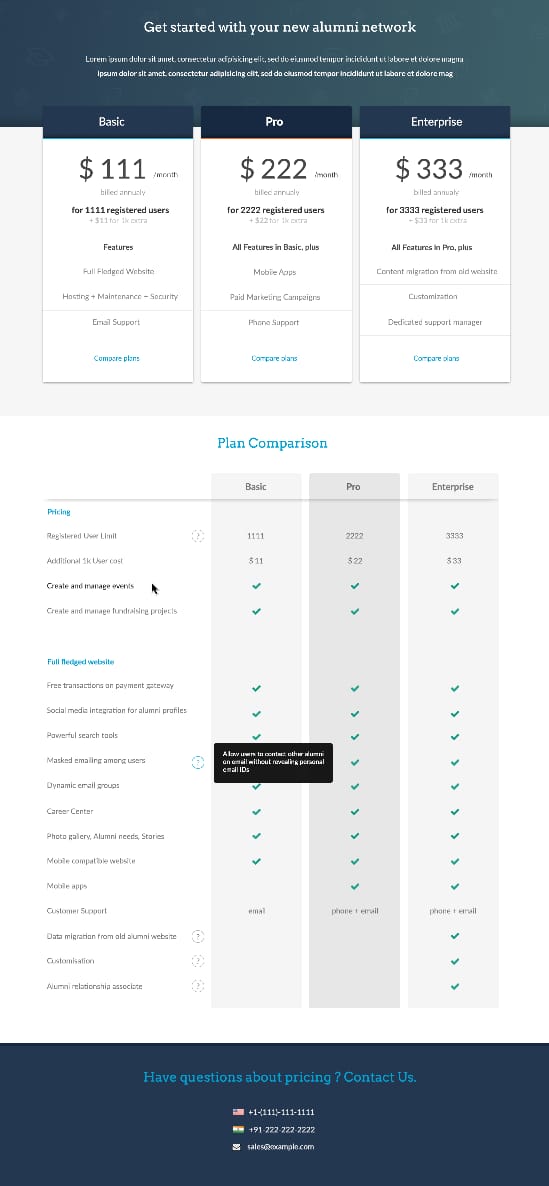 Get started with your new alumni network
Lorem ipsum dolor sit amet, consectetur adipisicing elit, sed do eiusmod tempor incididunt ut labore et dolore magna
ipsum dolor sit amet, consectetur adipisicing elit, sed do eiusmod tempor incididunt ut labore et dolore mag
Basic
$ 111 /month
billed annualy
for 1111 registered users
+ $11 for 1k extra
Features
Full Fledged Website
Hosting + Maintenance + Security
Email Support
Compare plans
Pro
$ 222 /month
billed annualy
for 2222 registered users
+ $22 for 1k extra
All Features in Basic, plus
Mobile Apps
Paid Marketing Campaigns
Phone Support
Compare plans
Enterprise
$ 333 /month
billed annualy
for 3333 registered users
+ $33 for 1k extra
All Features in Pro, plus
Content migration from old website
Customization
Dedicated support manager
Compare plans
Plan Comparison
Basic Pro Enterprise
Pricing
Registered User Limit ? 1111 2222 3333
Additional 1k User cost $ 11 $ 22 $ 33
Create and manage events
Create and manage fundraising projects
Full fledged website
Free transactions on payment gateway
Social media integration for alumni profiles
Powerful search tools
Masked emailing among users ?
Allow users to contact other alumni
on email without revealing personal
email IDs
Dynamic email groups
Career Center
Photo gallery, Alumni needs, Stories
Mobile compatible website
Mobile apps
Customer Support email phone + email phone + email
Data migration from old alumni website ?
Customisation ?
Alumni relationship associate ?
Have questions about pricing ? Contact Us.
+1-(111)-111-1111
+91-222-222-2222
sales@example.com